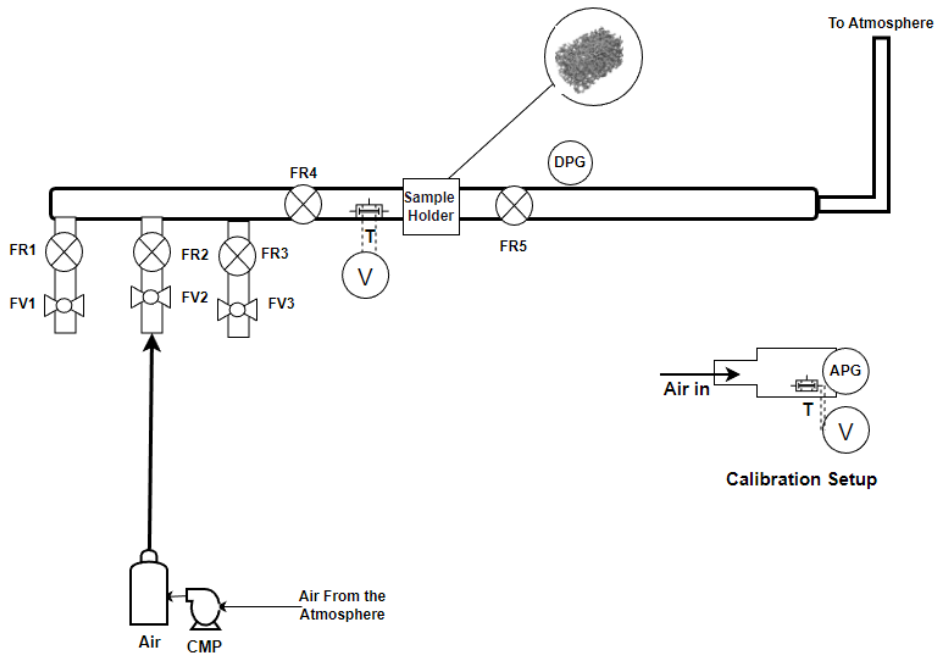 To Atmosphere
DPG
FR4
Sample
Holder
FR1
FR2
FR3
T
FR5
V
FV1
FV2
FV3
Air in
APG
T
V
Calibration Setup
Air From the
Atmosphere
Air
CMP